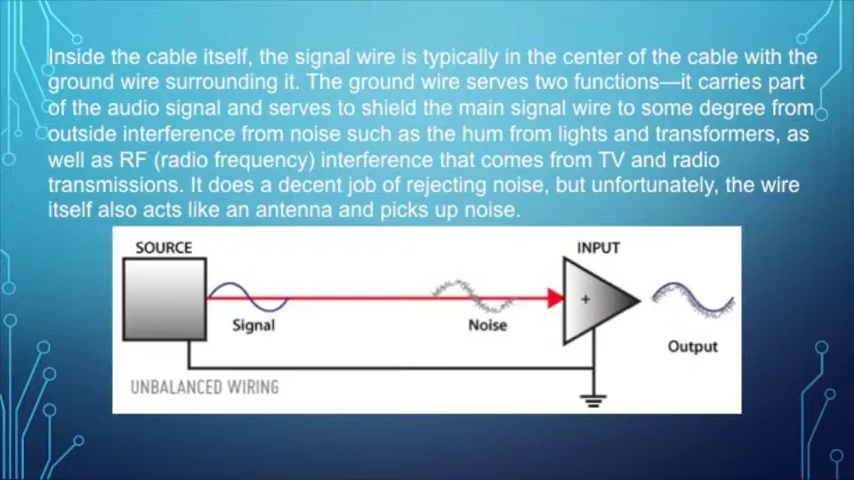 Inside the cable itself, the signal wire is typically in the center of the cable with the
ground wire surrounding it. The ground wire serves two functions—it carries part
of the audio signal and serves to shield the main signal wire to some degree from
outside interference from noise such as the hum from lights and transformers, as
well as RF (radio frequency) interference that comes from TV and radio
transmissions. It does a decent job of rejecting noise, but unfortunately, the wire
itself also acts like an antenna and picks up noise.
SOURCE
INPUT
+
Signal
Noise
Output
UNBALANCED WIRING